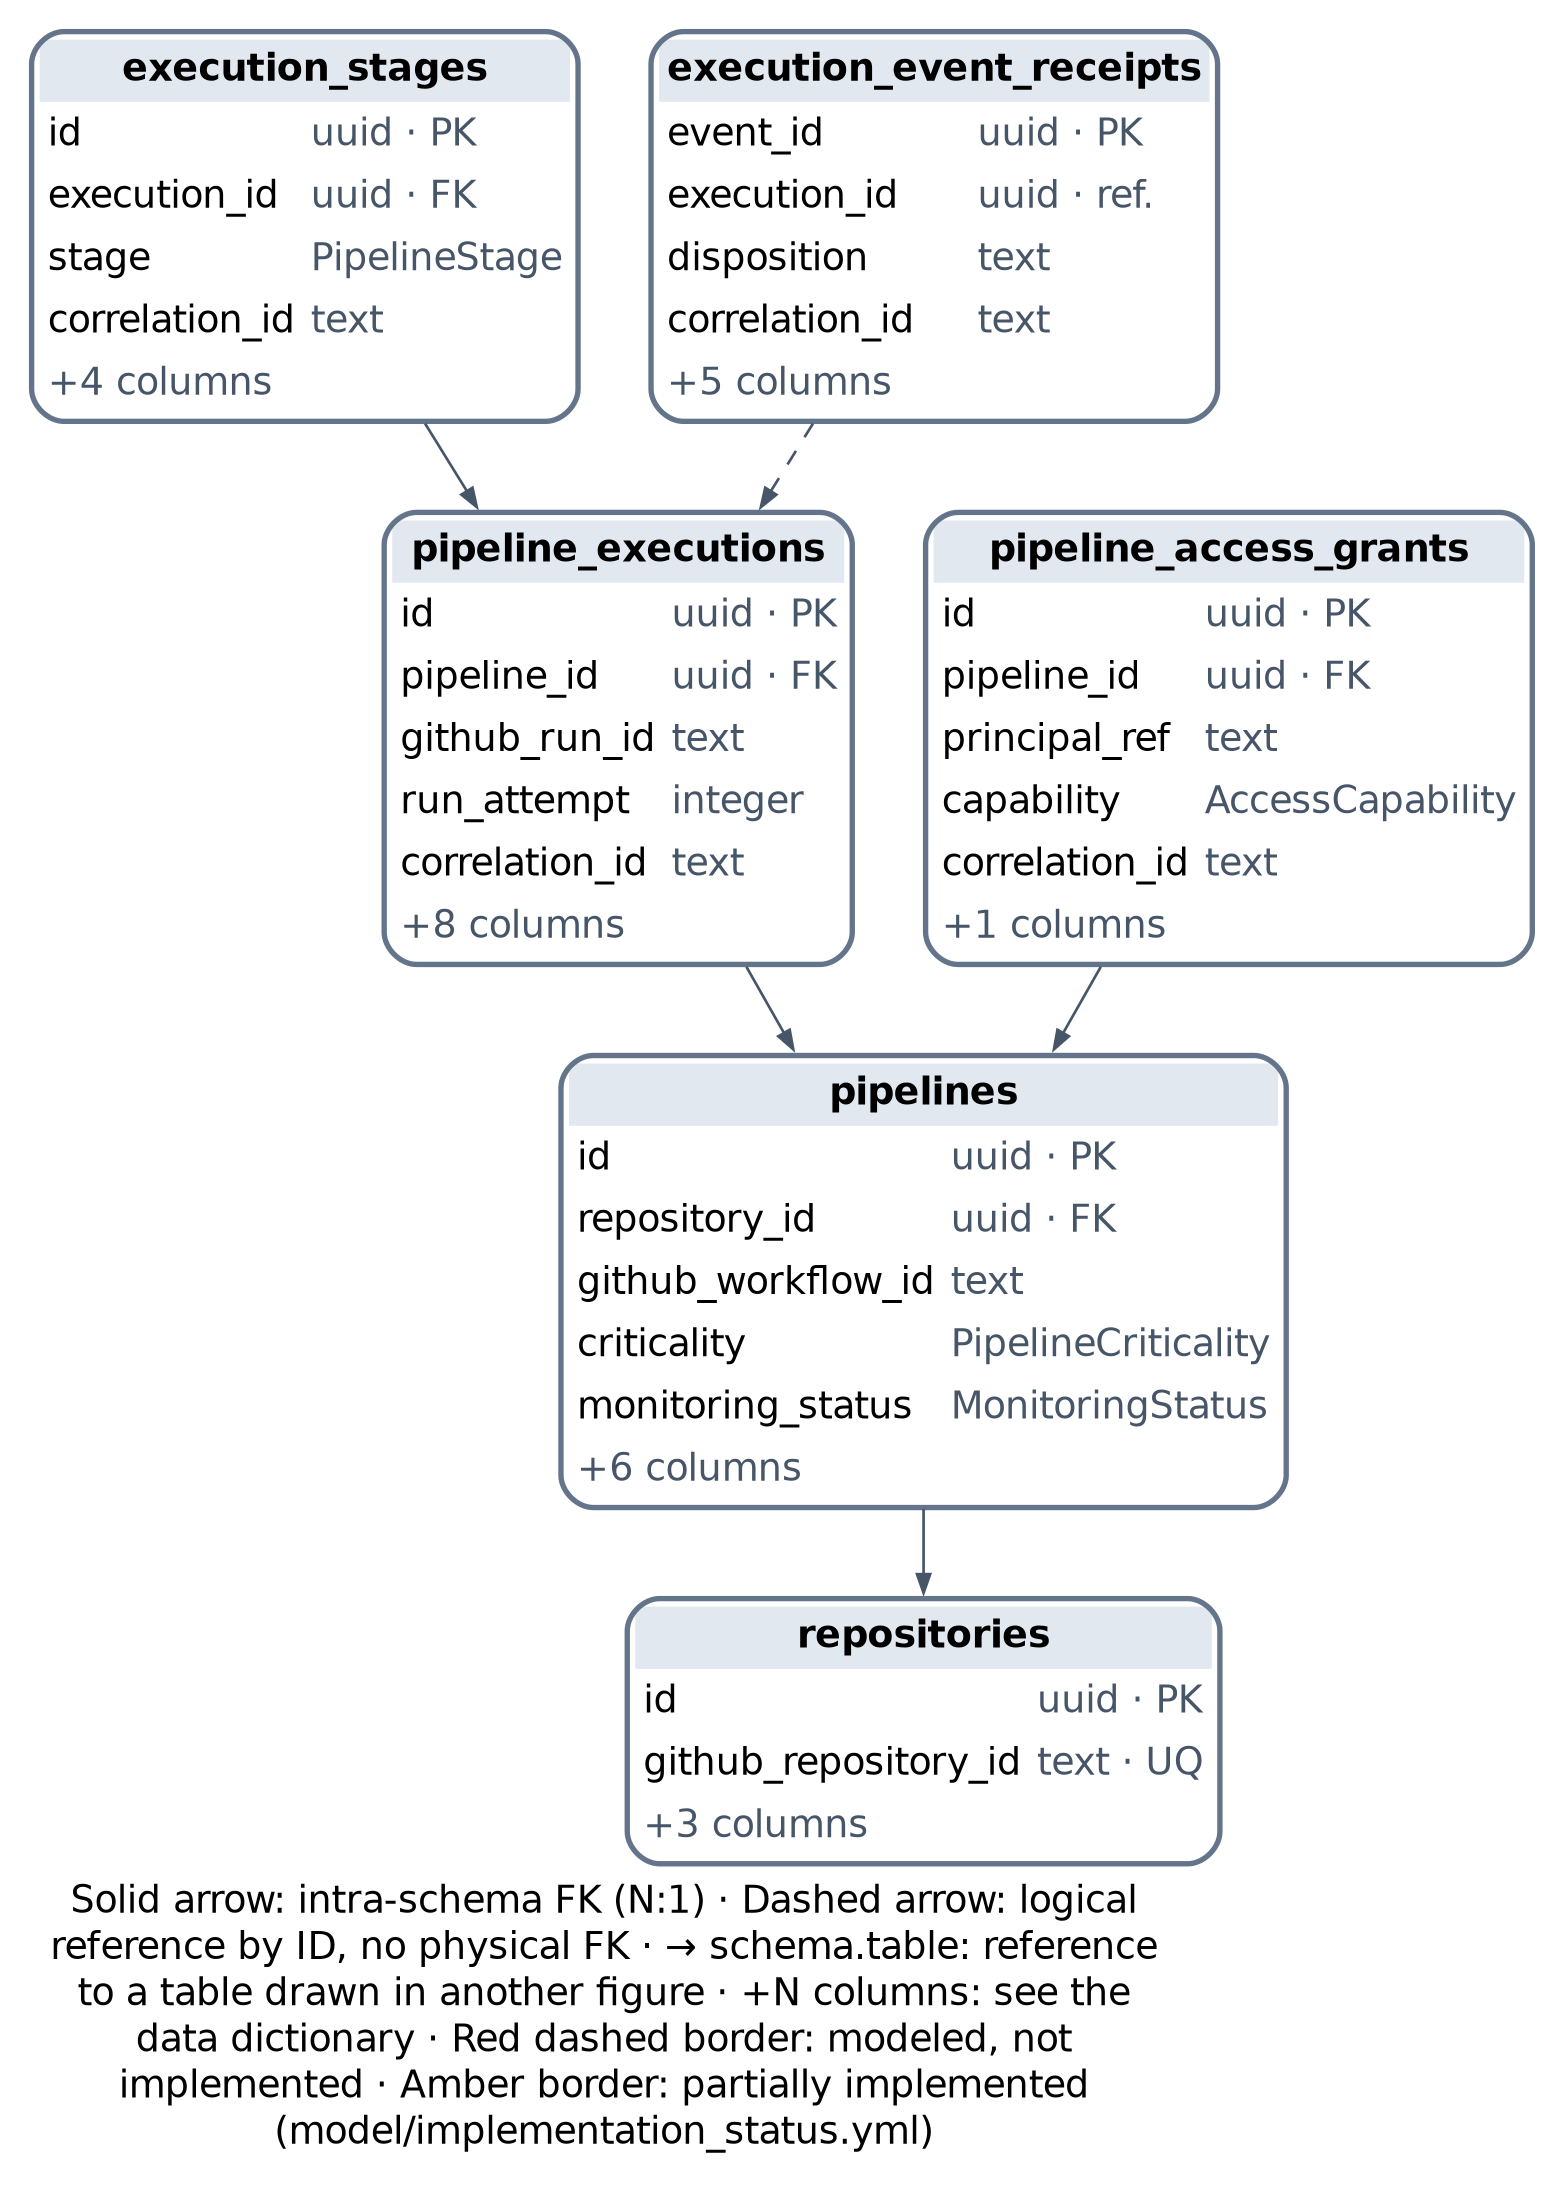 execution_stages
id uuid · PK
execution_id uuid · FK
stage PipelineStage
correlation_id text
+4 columns
execution_event_receipts
event_id uuid · PK
execution_id uuid · ref.
disposition text
correlation_id text
+5 columns
pipeline_executions
id uuid · PK
pipeline_id uuid · FK
github_run_id text
run_attempt integer
correlation_id text
+8 columns
pipeline_access_grants
id uuid · PK
pipeline_id uuid · FK
principal_ref text
capability AccessCapability
correlation_id text
+1 columns
pipelines
id uuid · PK
repository_id uuid · FK
github_workflow_id text
criticality PipelineCriticality
monitoring_status MonitoringStatus
+6 columns
repositories
id uuid · PK
github_repository_id text · UQ
+3 columns
Solid arrow: intra-schema FK (N:1) · Dashed arrow: logical
reference by ID, no physical FK · → schema.table: reference
to a table drawn in another figure · +N columns: see the
data dictionary · Red dashed border: modeled, not
implemented · Amber border: partially implemented
(model/implementation_status.yml)